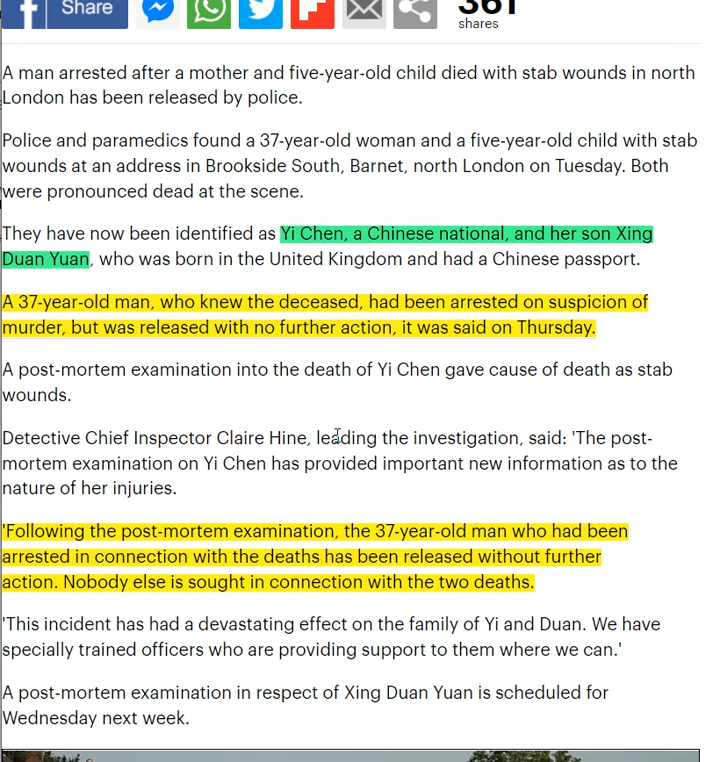 Share
361
shares
A man arrested after a mother and five-year-old child died with stab wounds in north
London has been released by police.
Police and paramedics found a 37-year-old woman and a five-year-old child with stab
wounds at an address in Brookside South, Barnet, north London on Tuesday. Both
were pronounced dead at the scene.
They have now been identified as Yi Chen, a Chinese national, and her son Xing
Duan Yuan, who was born in the United Kingdom and had a Chinese passport.
A 37-year-old man, who knew the deceased, had been arrested on suspicion of
murder, but was released with no further action, it was said on Thursday.
A post-mortem examination into the death of Yi Chen gave cause of death as stab
wounds.
Detective Chief Inspector Claire Hine, leading the investigation, said: 'The post-
mortem examination on Yi Chen has provided important new information as to the
nature of her injuries.
'Following the post-mortem examination, the 37-year-old man who had been
arrested in connection with the deaths has been released without further
action. Nobody else is sought in connection with the two deaths.
'This incident has had a devastating effect on the family of Yi and Duan. We have
specially trained officers who are providing support to them where we can.'
A post-mortem examination in respect of Xing Duan Yuan is scheduled for
Wednesday next week.